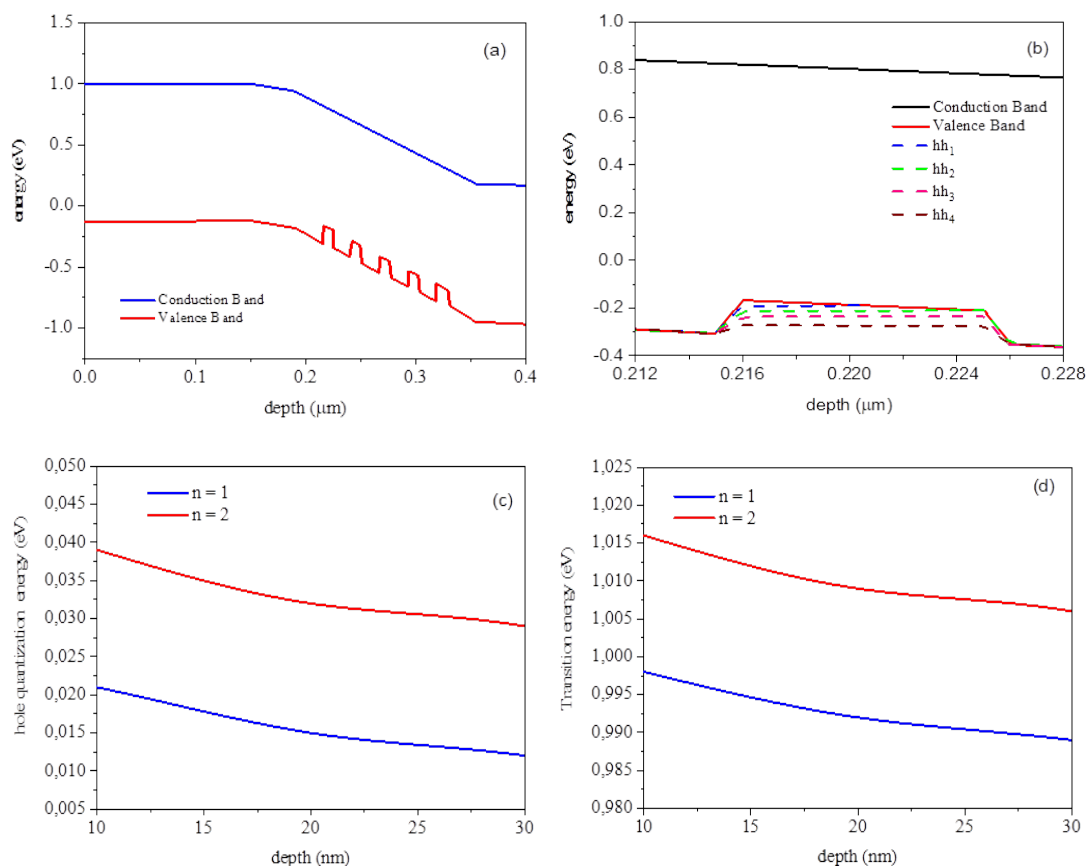 (a)
1.5
1.0
0.5
0.0
-0.5
-1.0
energy (eV)
Conduction Band
Valence Band
0.0 0.1 0.2 0.3 0.4
depth (μm)
(b)
1.0
0.8
0.6
0.4
0.2
0.0
-0.2
-0.4
energy (eV)
Conduction Band
Valence Band
hh1
hh2
hh3
hh4
0.212 0.216 0.220 0.224 0.228
depth (μm)
(c)
0,050
0,045
0,040
0,035
0,030
0,025
0,020
0,015
0,010
0,005
hole quantization energy (eV)
n = 1
n = 2
10 15 20 25 30
depth (nm)
(d)
1,025
1,020
1,015
1,010
1,005
1,000
0,995
0,990
0,985
0,980
Transition energy (eV)
n = 1
n = 2
10 15 20 25 30
depth (nm)